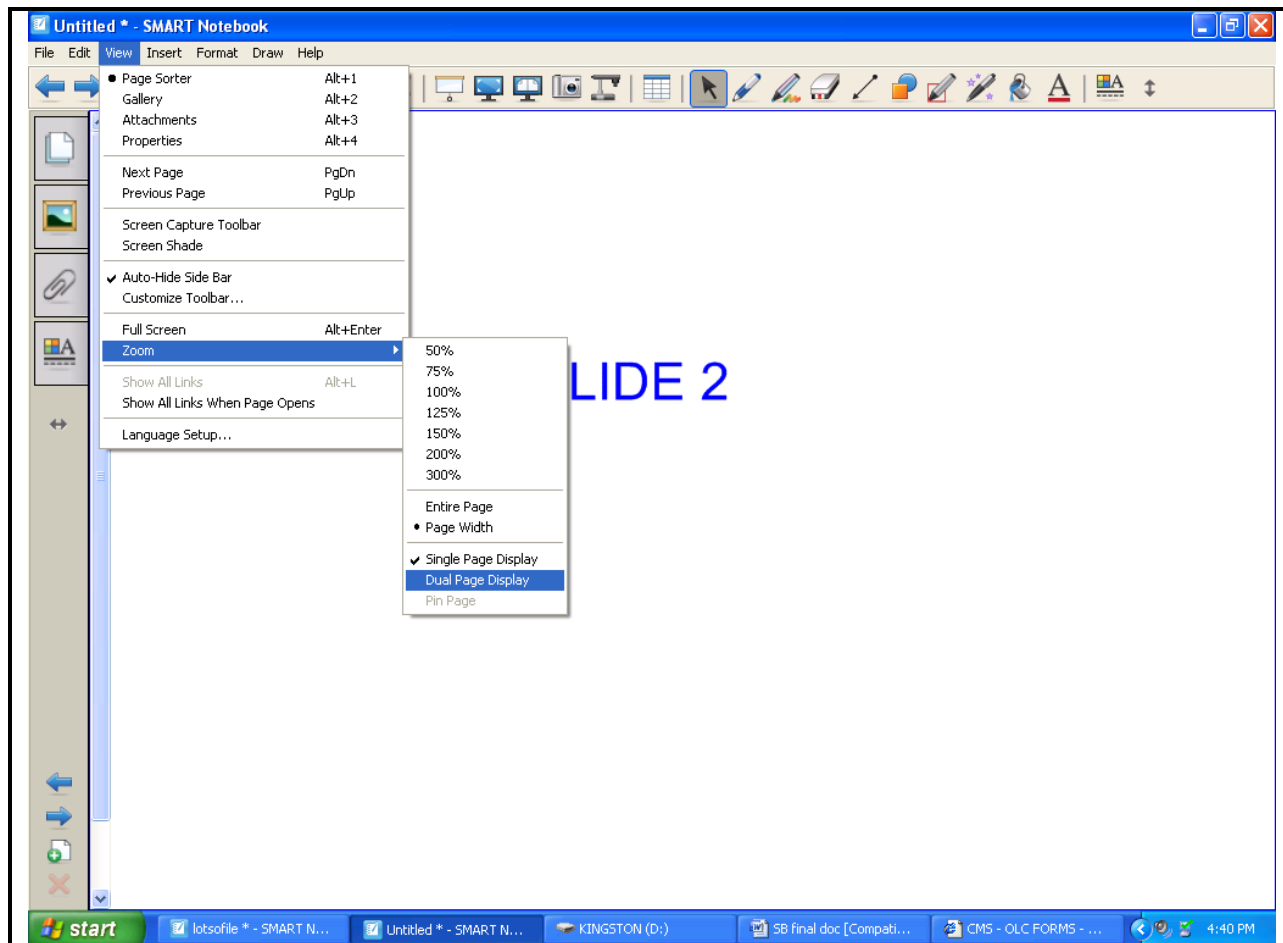 Untitled * - SMART Notebook
File Edit View Insert Format Draw Help
Page Sorter Alt+1
Gallery Alt+2
Attachments Alt+3
Properties Alt+4
Next Page PgDn
Previous Page PgUp
Screen Capture Toolbar
Screen Shade
Auto-Hide Side Bar
Customize Toolbar...
Full Screen Alt+Enter
Zoom
Show All Links Alt+L
Show All Links When Page Opens
Language Setup...
50%
75%
100%
125%
150%
200%
300%
Entire Page
Page Width
Single Page Display
Dual Page Display
Pin Page
LIDE 2
start
lotsofile * - SMART N...
Untitled * - SMART N...
KINGSTON (D:)
SB final doc [Compati...
CMS - OLC FORMS - ...
4:40 PM